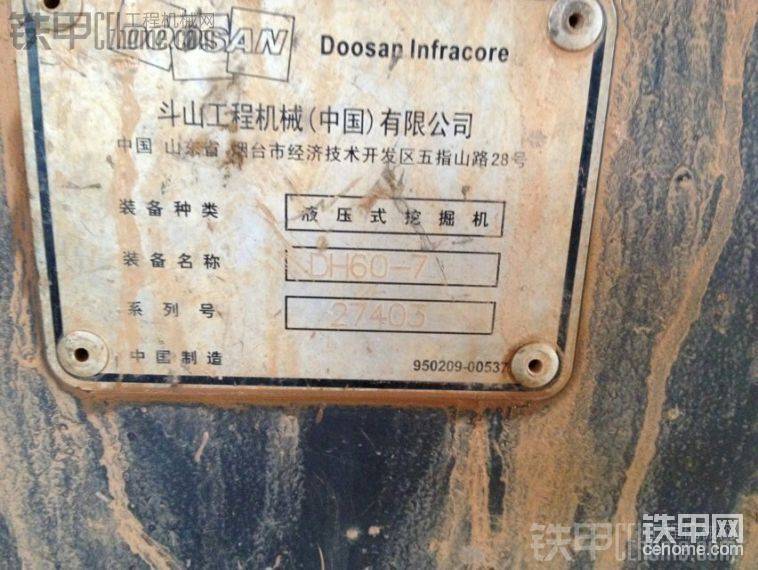 铁甲 工程机械网
cehome.com
DOOSAN Doosan Infracore
斗山工程机械(中国)有限公司
中国 山东省 烟台市经济技术开发区五指山路28号
装备种类 液压式挖掘机
装备名称 DH60-7
系列号 27403
中国制造 950209-00537
铁甲网
cehome.com